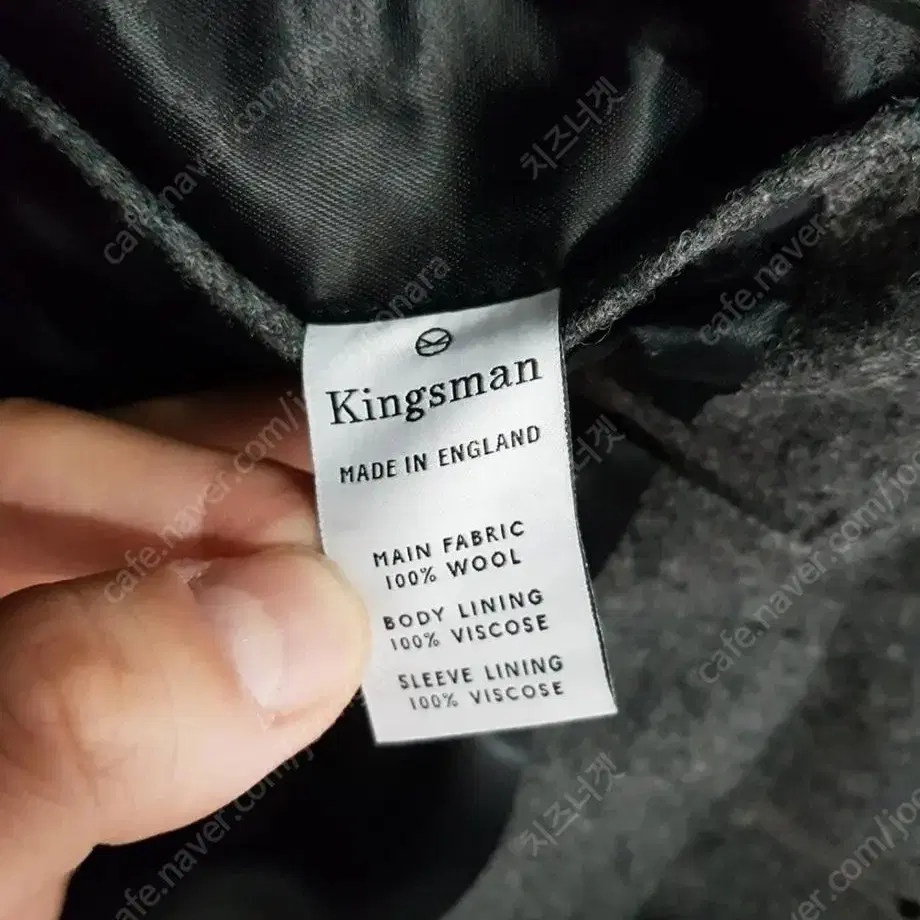 Kingsman
MADE IN ENGLAND
MAIN FABRIC
100% WOOL
BODY LINING
100% VISCOSE
SLEEVE LINING
100% VISCOSE
치즈너겟
cafe.naver.com/joonggonara